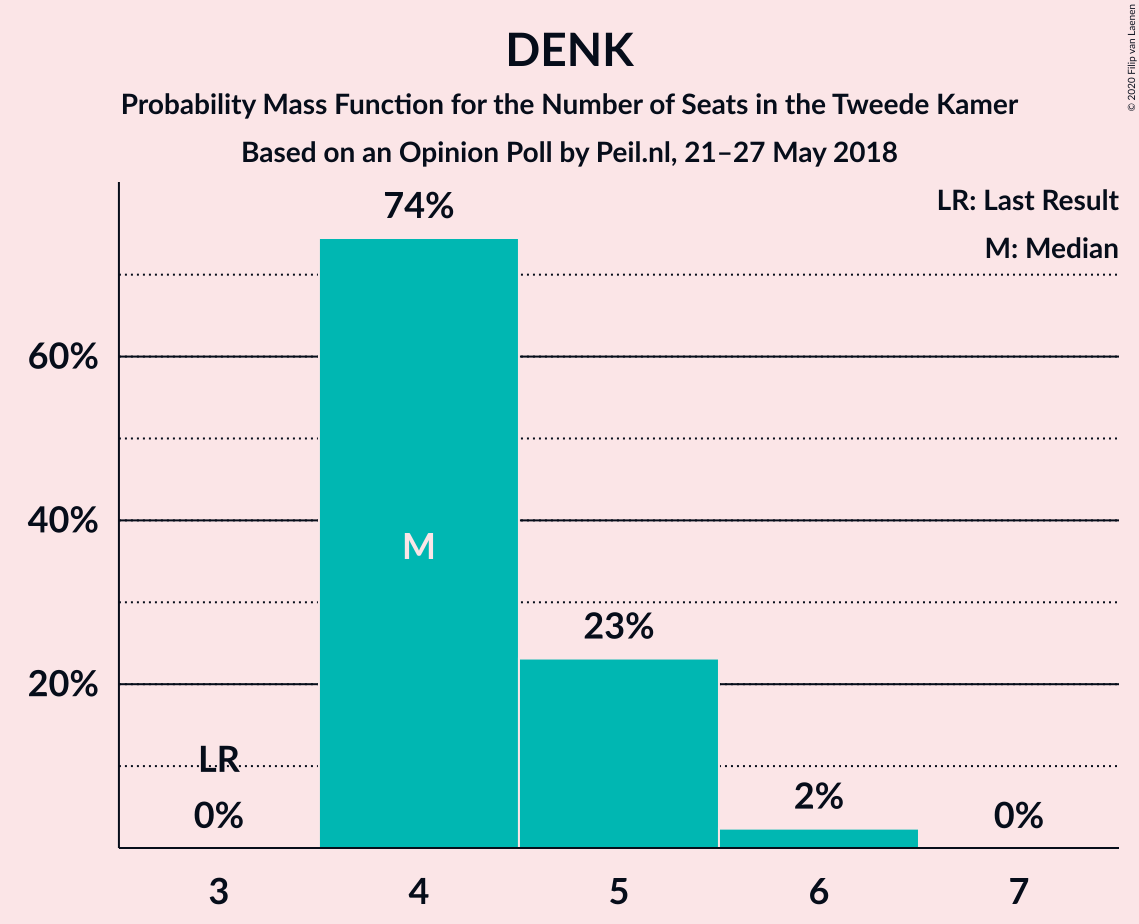 DENK
Probability Mass Function for the Number of Seats in the Tweede Kamer
Based on an Opinion Poll by Peil.nl, 21–27 May 2018
© 2020 Filip van Laenen
LR: Last Result
M: Median
74%
60%
40%
M
23%
20%
LR
2%
0%
0%
3 4 5 6 7